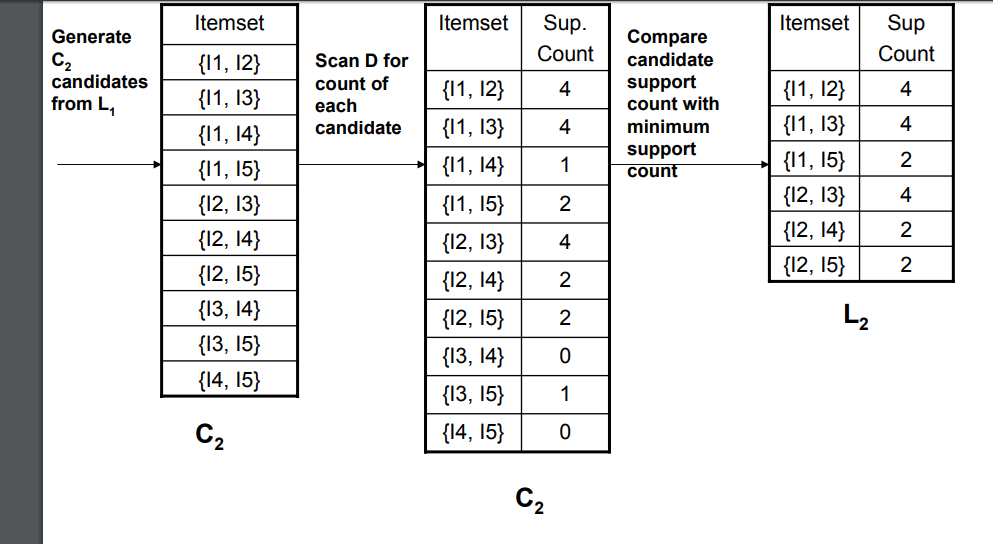 Generate
C2
candidates
from L1
Itemset
{I1, I2}
{I1, I3}
{I1, I4}
{I1, I5}
{I2, I3}
{I2, I4}
{I2, I5}
{I3, I4}
{I3, I5}
{I4, I5}
C2
Scan D for
count of
each
candidate
Itemset Sup.
Count
{I1, I2} 4
{I1, I3} 4
{I1, I4} 1
{I1, I5} 2
{I2, I3} 4
{I2, I4} 2
{I2, I5} 2
{I3, I4} 0
{I3, I5} 1
{I4, I5} 0
C2
Compare
candidate
support
count with
minimum
support
count
Itemset Sup
Count
{I1, I2} 4
{I1, I3} 4
{I1, I5} 2
{I2, I3} 4
{I2, I4} 2
{I2, I5} 2
L2